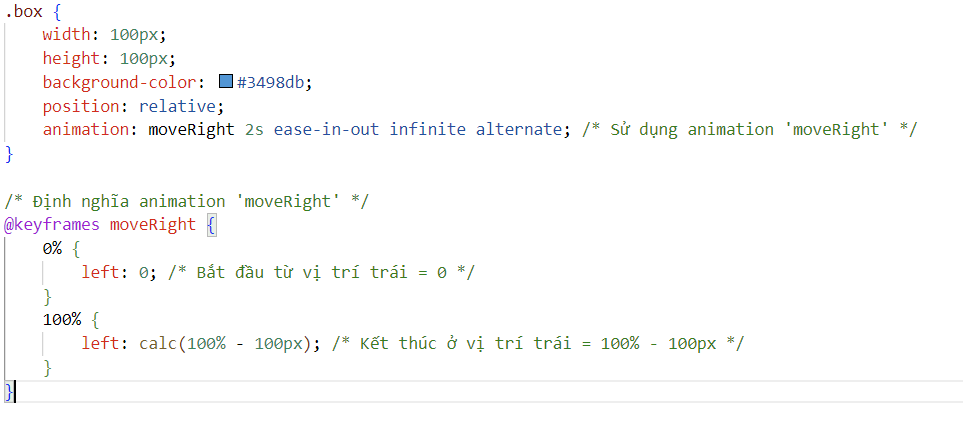 .box {
    width: 100px;
    height: 100px;
    background-color: #3498db;
    position: relative;
    animation: moveRight 2s ease-in-out infinite alternate; /* Sử dụng animation 'moveRight' */
}

/* Định nghĩa animation 'moveRight' */
@keyframes moveRight {
    0% {
        left: 0; /* Bắt đầu từ vị trí trái = 0 */
    }
    100% {
        left: calc(100% - 100px); /* Kết thúc ở vị trí trái = 100% - 100px */
    }
}